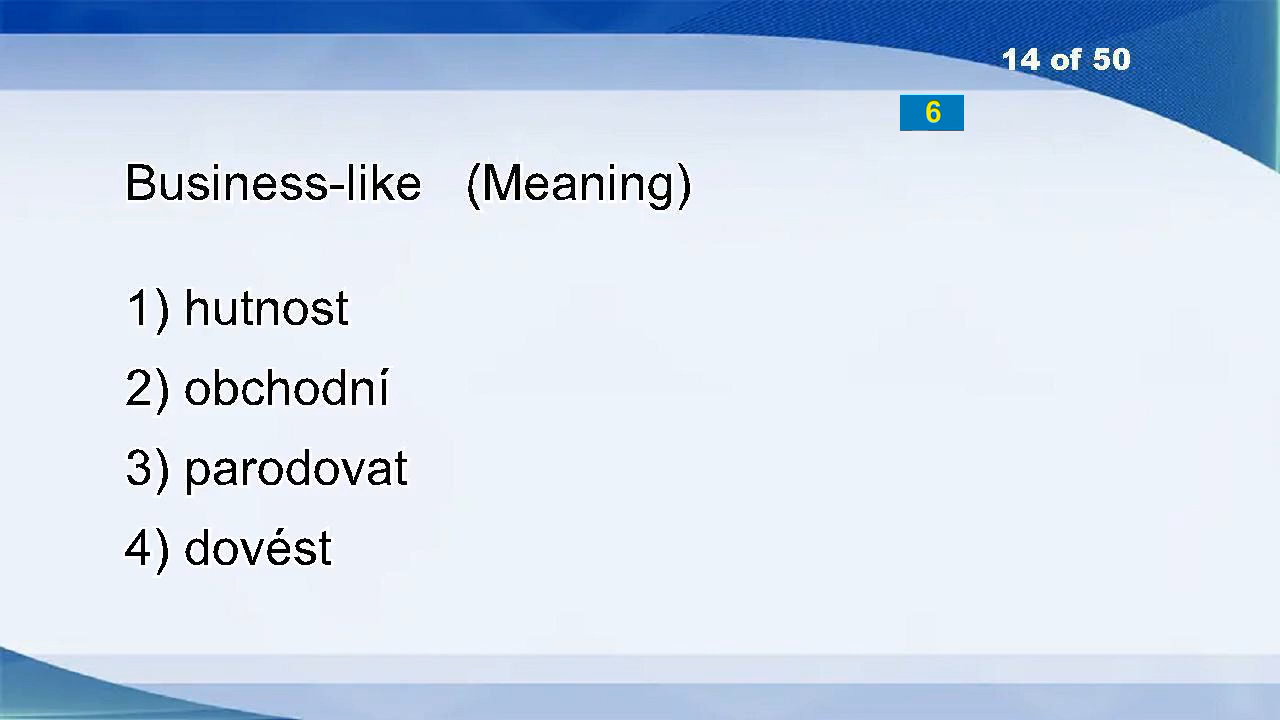 14 of 50
6
Business-like (Meaning)
1) hutnost
2) obchodní
3) parodovat
4) dovést